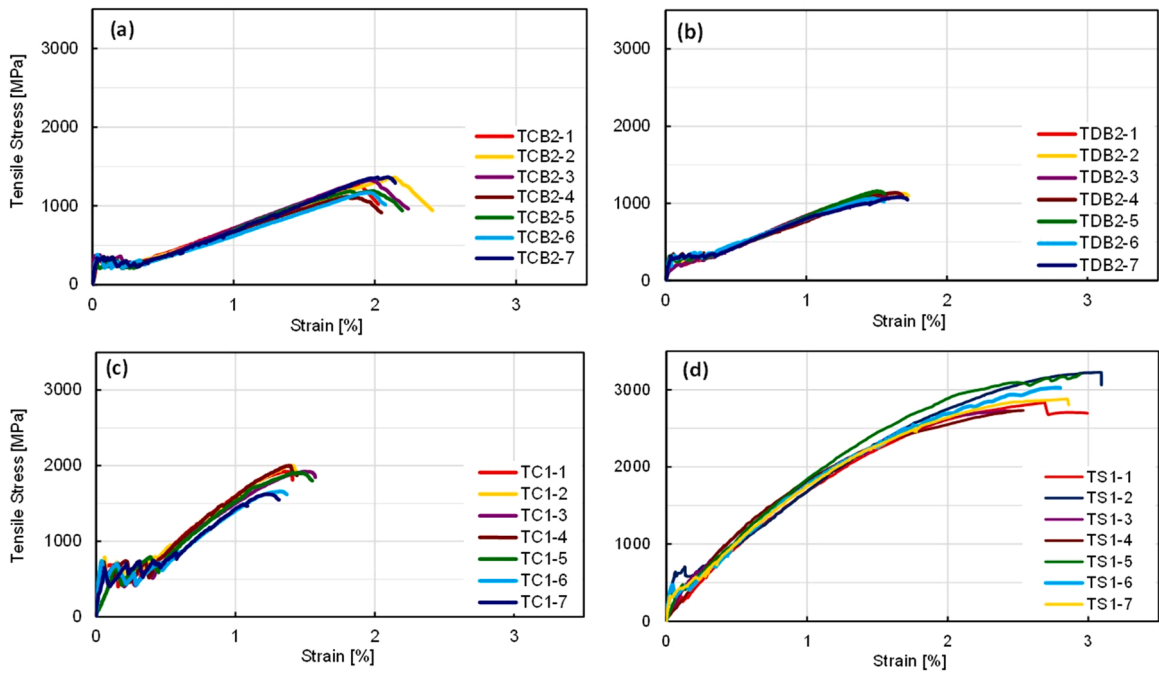 (a)
3000
2000
1000
0
Tensile Stress [MPa]
TCB2-1
TCB2-2
TCB2-3
TCB2-4
TCB2-5
TCB2-6
TCB2-7
0 1 2 3
Strain [%]
(b)
3000
2000
1000
0
TDB2-1
TDB2-2
TDB2-3
TDB2-4
TDB2-5
TDB2-6
TDB2-7
0 1 2 3
Strain [%]
(c)
3000
2000
1000
0
Tensile Stress [MPa]
TC1-1
TC1-2
TC1-3
TC1-4
TC1-5
TC1-6
TC1-7
0 1 2 3
Strain [%]
(d)
3000
2000
1000
0
TS1-1
TS1-2
TS1-3
TS1-4
TS1-5
TS1-6
TS1-7
0 1 2 3
Strain [%]